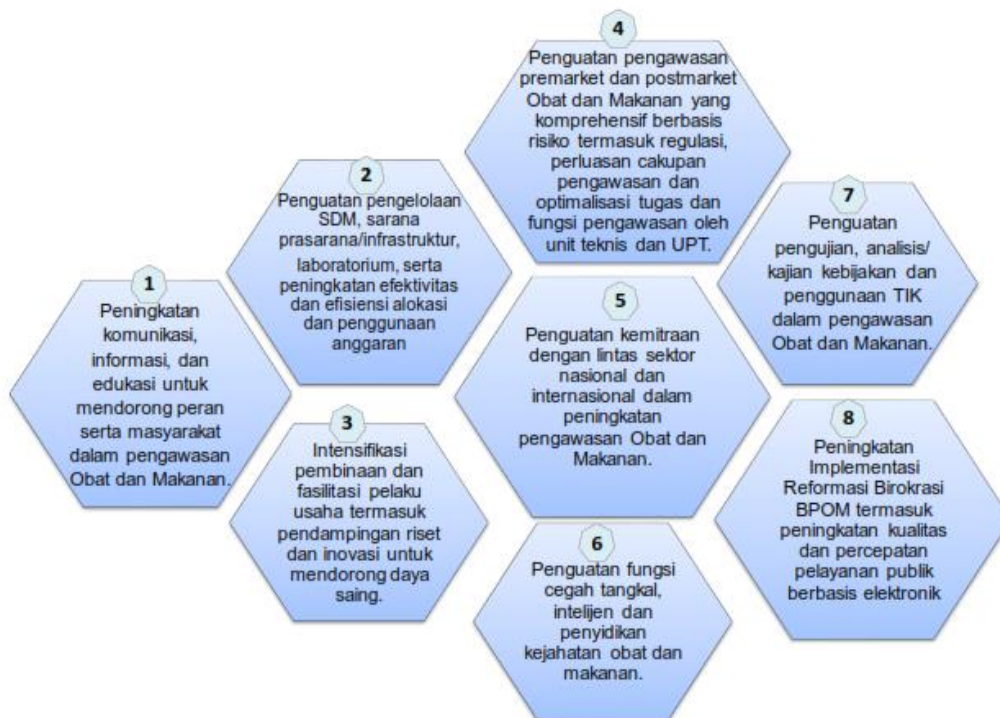 1
Peningkatan
komunikasi,
informasi, dan
edukasi untuk
mendorong peran
serta masyarakat
dalam pengawasan
Obat dan Makanan.
2
Penguatan pengelolaan
SDM, sarana
prasarana/infrastruktur,
laboratorium, serta
peningkatan efektivitas
dan efisiensi alokasi
dan penggunaan
anggaran
3
Intensifikasi
pembinaan dan
fasilitasi pelaku
usaha termasuk
pendampingan riset
dan inovasi untuk
mendorong daya
saing.
4
Penguatan pengawasan
premarket dan postmarket
Obat dan Makanan yang
komprehensif berbasis
risiko termasuk regulasi,
perluasan cakupan
pengawasan dan
optimalisasi tugas dan
fungsi pengawasan oleh
unit teknis dan UPT.
5
Penguatan kemitraan
dengan lintas sektor
nasional dan
internasional dalam
peningkatan
pengawasan Obat dan
Makanan.
6
Penguatan fungsi
cegah tangkal,
intelijen dan
penyidikan
kejahatan obat dan
makanan.
7
Penguatan
pengujian, analisis/
kajian kebijakan dan
penggunaan TIK
dalam pengawasan
Obat dan Makanan.
8
Peningkatan
Implementasi
Reformasi Birokrasi
BPOM termasuk
peningkatan kualitas
dan percepatan
pelayanan publik
berbasis elektronik